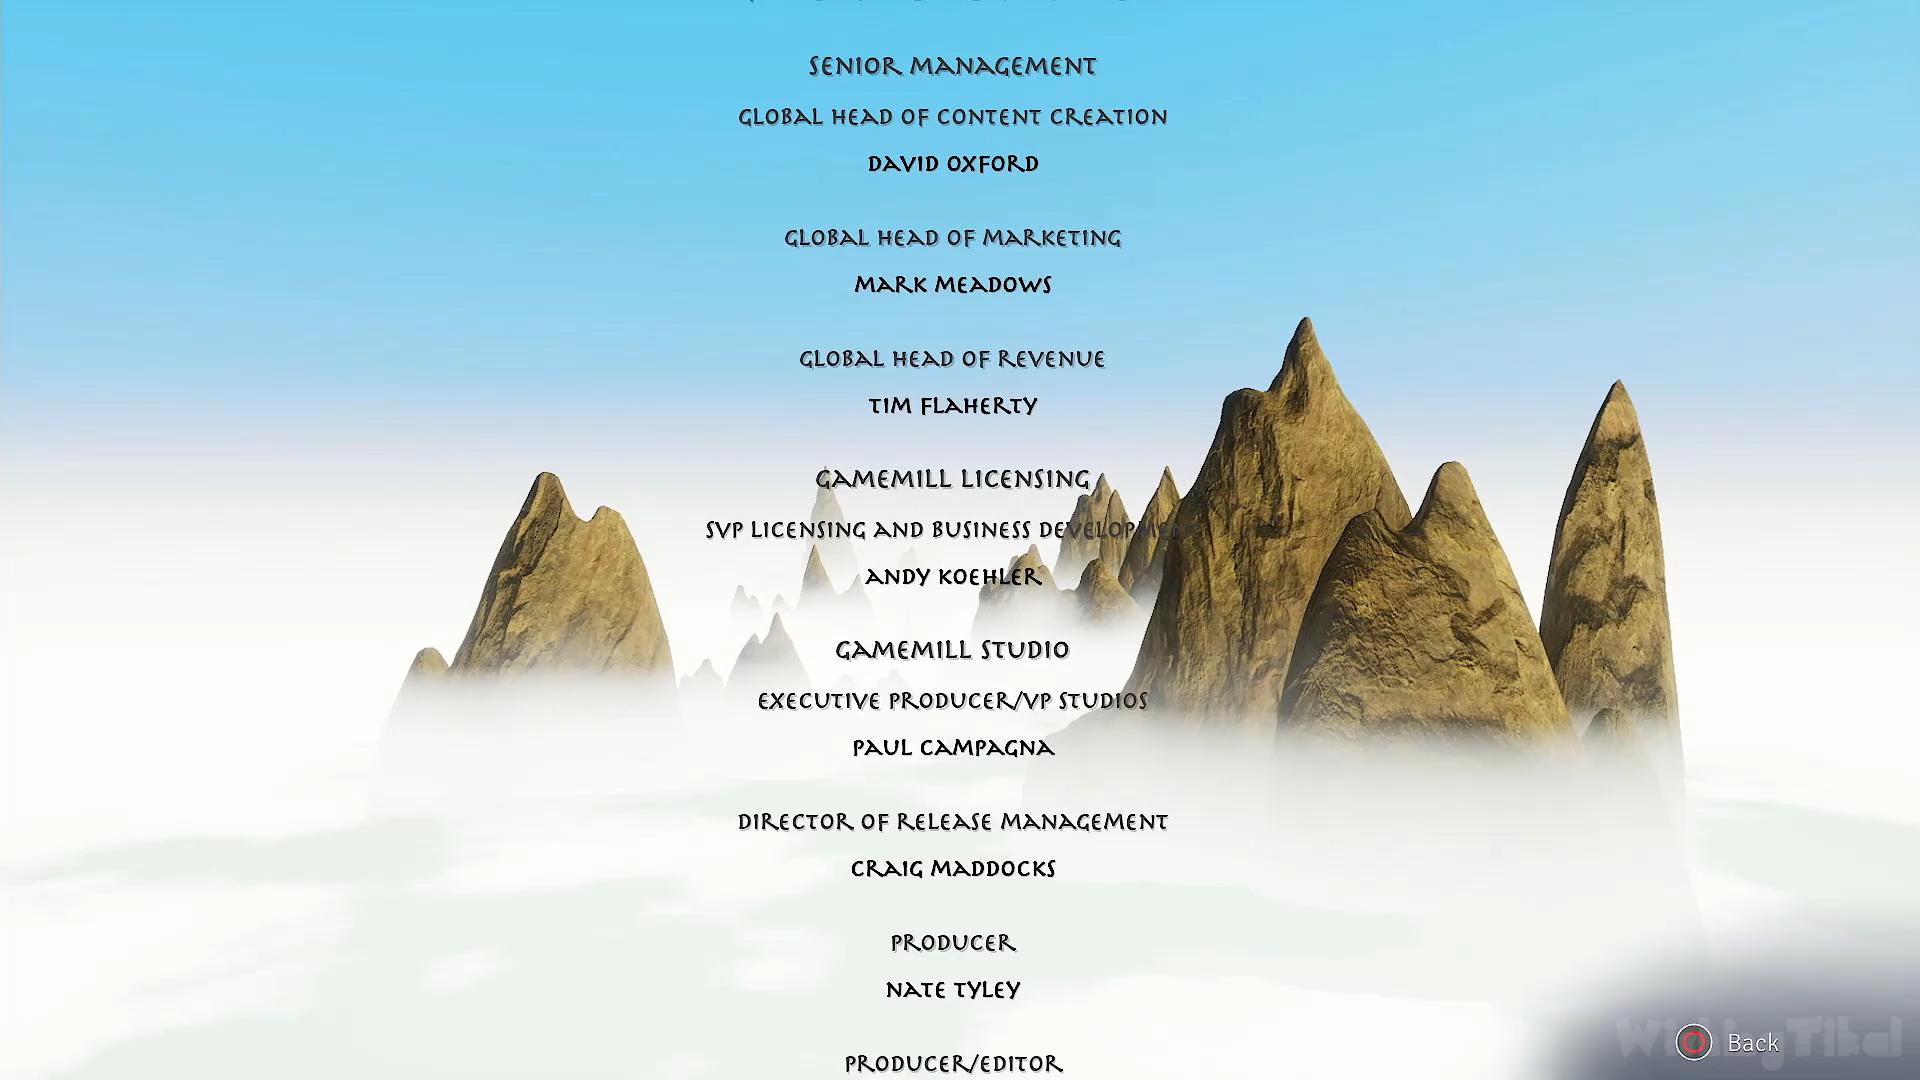 SENIOR MANAGEMENT
GLOBAL HEAD OF CONTENT CREATION
DAVID OXFORD
GLOBAL HEAD OF MARKETING
MARK MEADOWS
GLOBAL HEAD OF REVENUE
TIM FLAHERTY
GAMEMILL LICENSING
SVP LICENSING AND BUSINESS DEVELOPMENT
ANDY KOEHLER
GAMEMILL STUDIO
EXECUTIVE PRODUCER/VP STUDIOS
PAUL CAMPAGNA
DIRECTOR OF RELEASE MANAGEMENT
CRAIG MADDOCKS
PRODUCER
NATE TYLEY
PRODUCER/EDITOR
Back